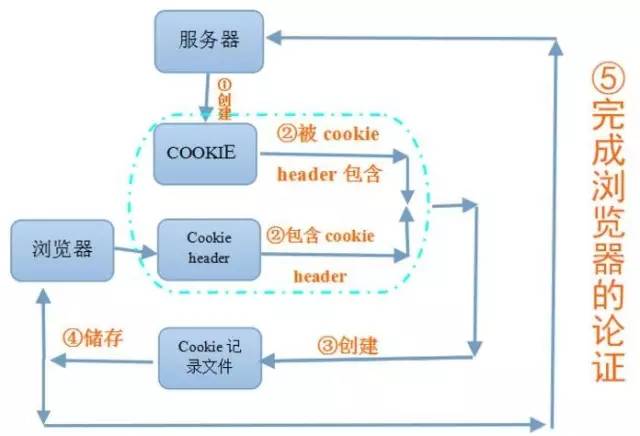 服务器
①创建
COOKIE
②被 cookie
header 包含
浏览器
Cookie
header
②包含 cookie
header
④储存
Cookie 记
录文件
③创建
⑤完成浏览器的论证